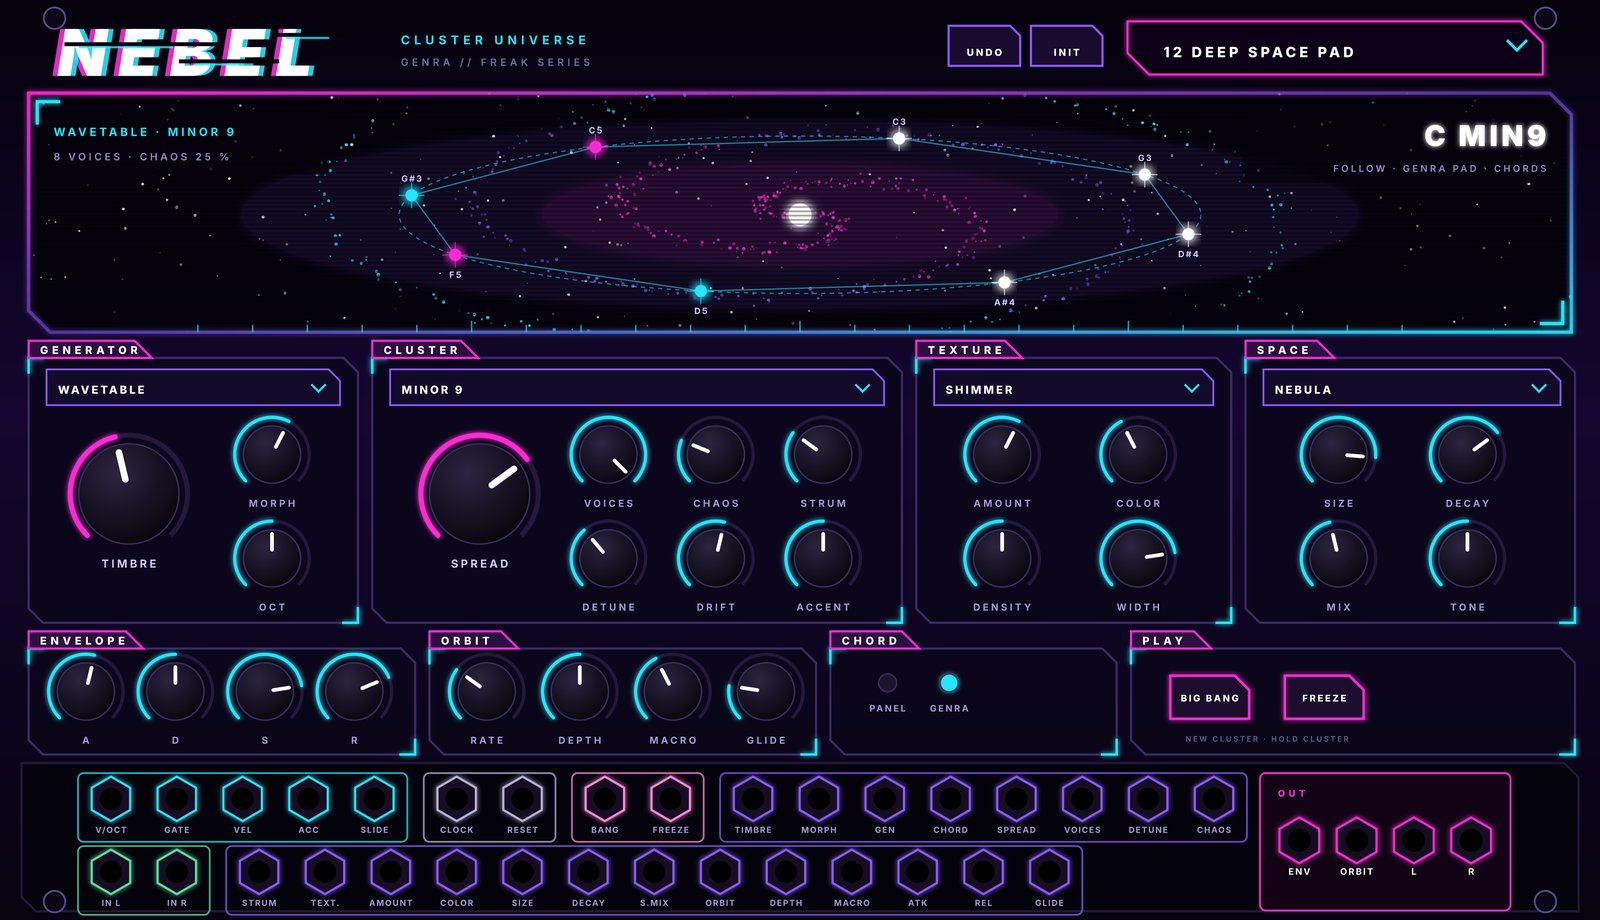 NEBEL
CLUSTER UNIVERSE
GENRA // FREAK SERIES
UNDO
INIT
12 DEEP SPACE PAD
WAVETABLE · MINOR 9
8 VOICES · CHAOS 25 %
C MIN9
FOLLOW · GENRA PAD · CHORDS
C5
C3
G3
G#3
D#4
F5
A#4
D5
GENERATOR
WAVETABLE
MORPH
TIMBRE
OCT
CLUSTER
MINOR 9
VOICES
CHAOS
STRUM
SPREAD
DETUNE
DRIFT
ACCENT
TEXTURE
SHIMMER
AMOUNT
COLOR
DENSITY
WIDTH
SPACE
NEBULA
SIZE
DECAY
MIX
TONE
ENVELOPE
A
D
S
R
ORBIT
RATE
DEPTH
MACRO
GLIDE
CHORD
PANEL
GENRA
PLAY
BIG BANG
FREEZE
NEW CLUSTER · HOLD CLUSTER
V/OCT
GATE
VEL
ACC
SLIDE
CLOCK
RESET
BANG
FREEZE
TIMBRE
MORPH
GEN
CHORD
SPREAD
VOICES
DETUNE
CHAOS
IN L
IN R
STRUM
TEXT.
AMOUNT
COLOR
SIZE
DECAY
S.MIX
ORBIT
DEPTH
MACRO
ATK
REL
GLIDE
OUT
ENV
ORBIT
L
R